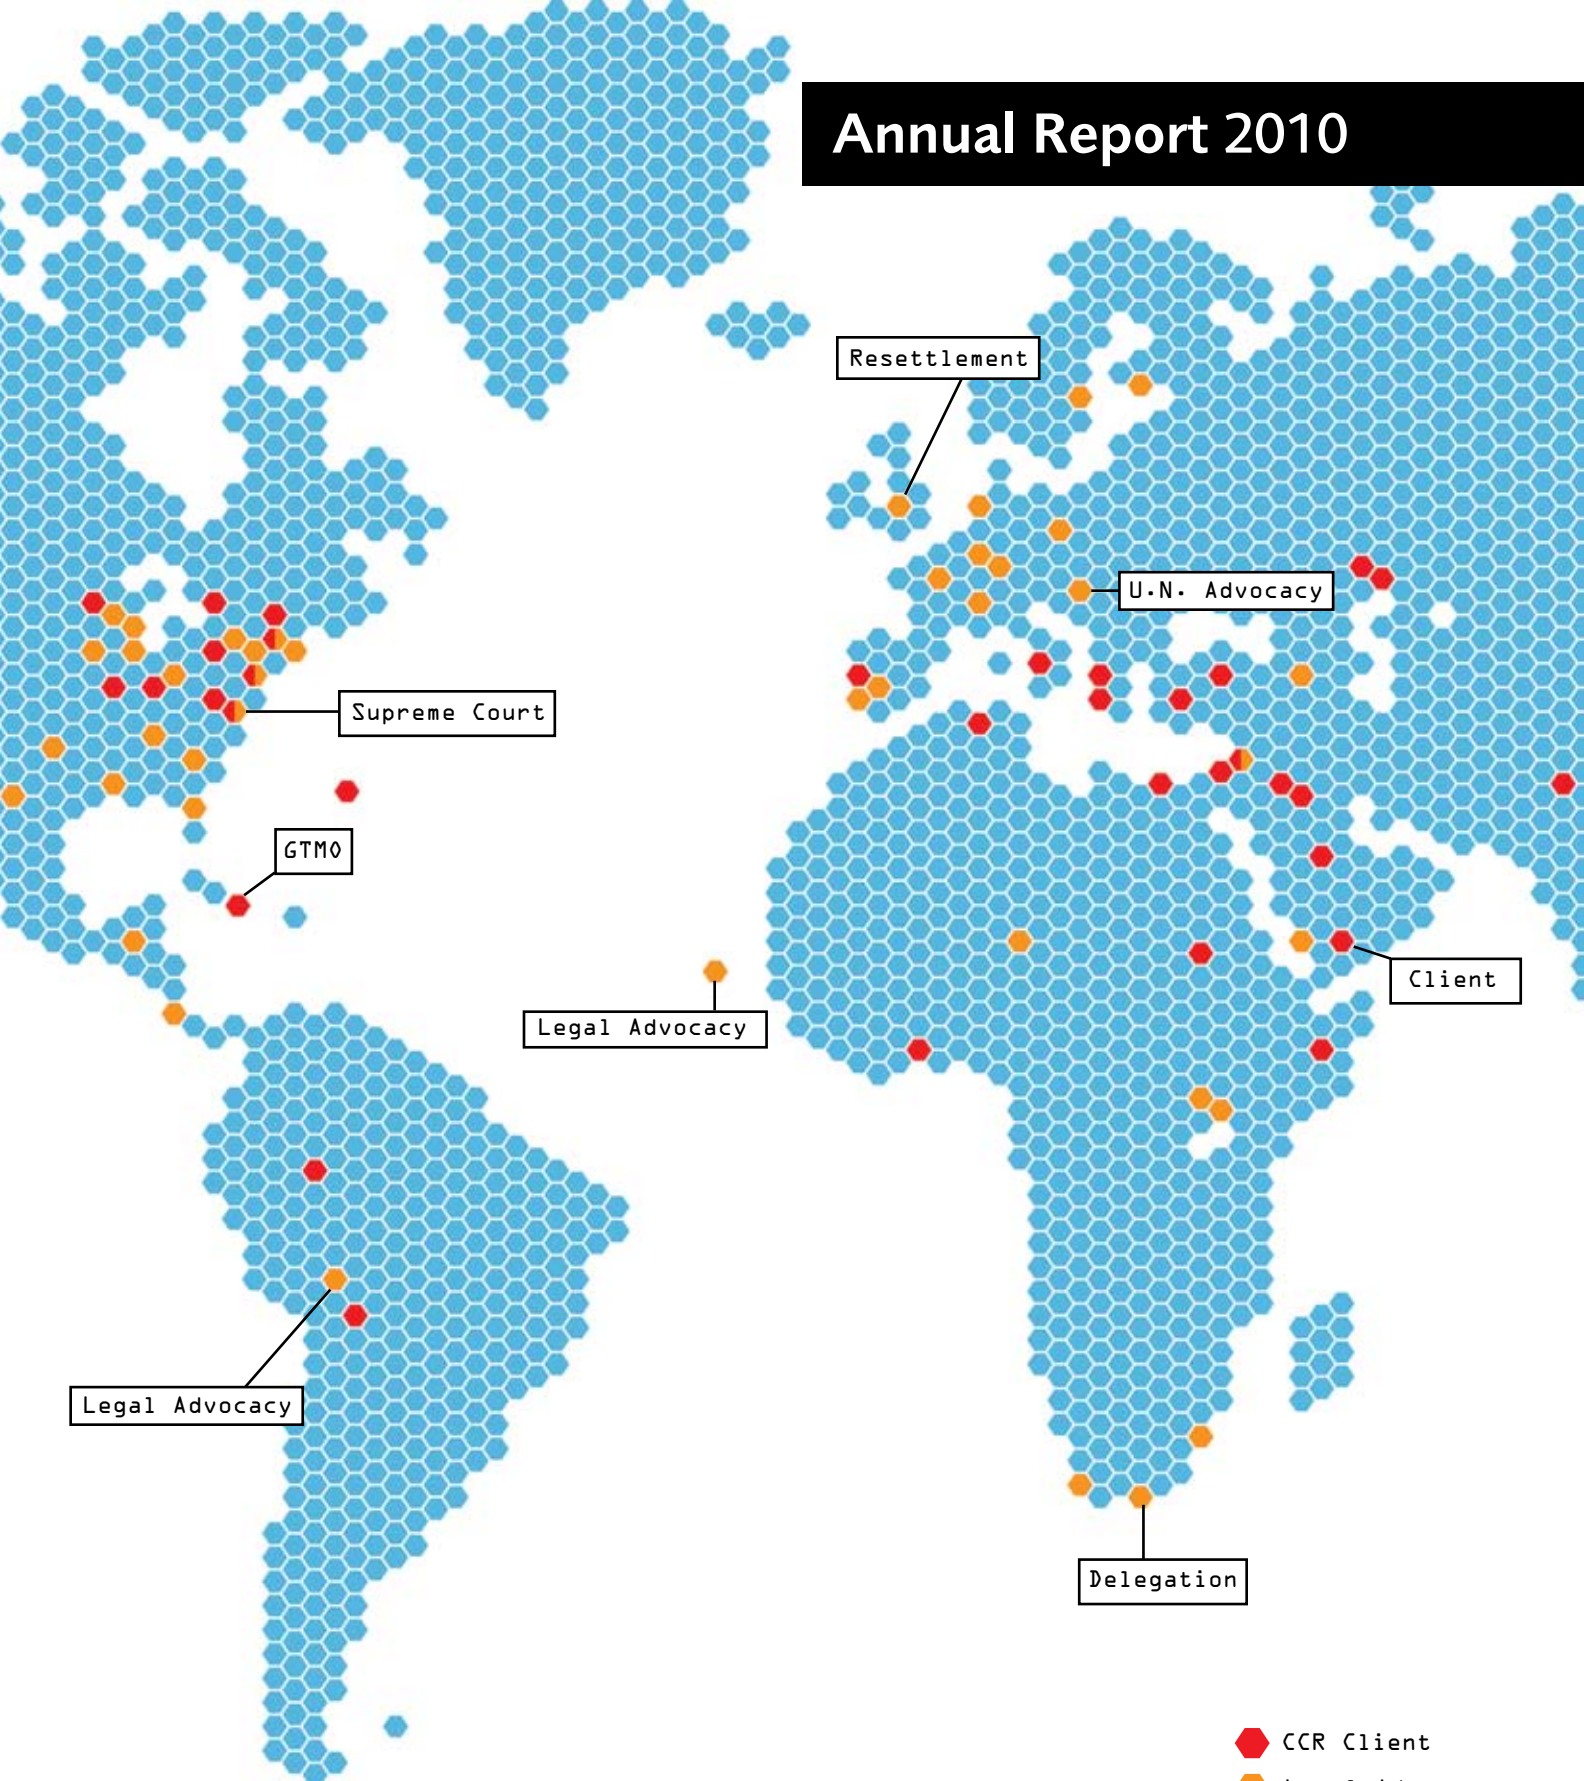 Annual Report 2010
Resettlement
U.N. Advocacy
Supreme Court
GTMO
Client
Legal Advocacy
Legal Advocacy
Delegation
CCR Client